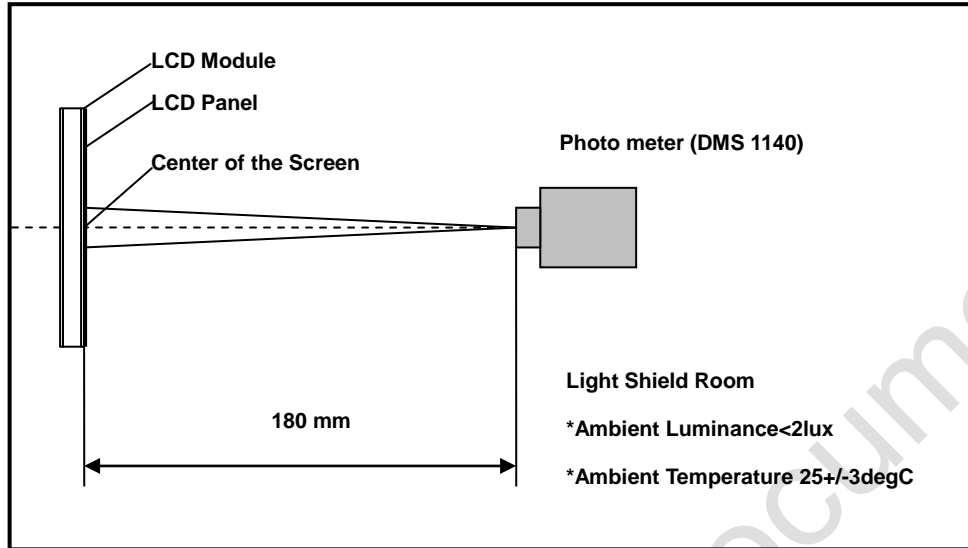 LCD Module
LCD Panel
Center of the Screen
Photo meter (DMS 1140)
180 mm
Light Shield Room
*Ambient Luminance<2lux
*Ambient Temperature 25+/-3degC